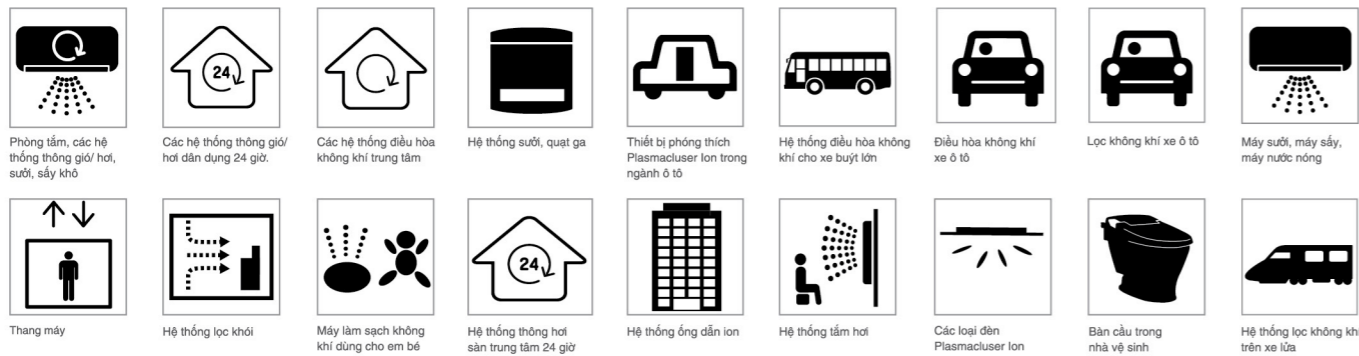 24
Phòng tắm, các hệ
thống thông gió/ hơi,
sưởi, sấy khô
Các hệ thống thông gió/
hơi dân dụng 24 giờ.
Các hệ thống điều hòa
không khí trung tâm
Hệ thống sưởi, quạt ga
Thiết bị phóng thích
Plasmacluser Ion trong
ngành ô tô
Hệ thống điều hòa không
khí cho xe buýt lớn
Điều hòa không khí
xe ô tô
Lọc không khí xe ô tô
Máy sưởi, máy sấy,
máy nước nóng
24
Thang máy
Hệ thống lọc khói
Máy làm sạch không
khí dùng cho em bé
Hệ thống thông hơi
sàn trung tâm 24 giờ
Hệ thống ống dẫn ion
Hệ thống tắm hơi
Các loại đèn
Plasmacluser Ion
Bàn cầu trong
nhà vệ sinh
Hệ thống lọc không kh
trên xe lửa